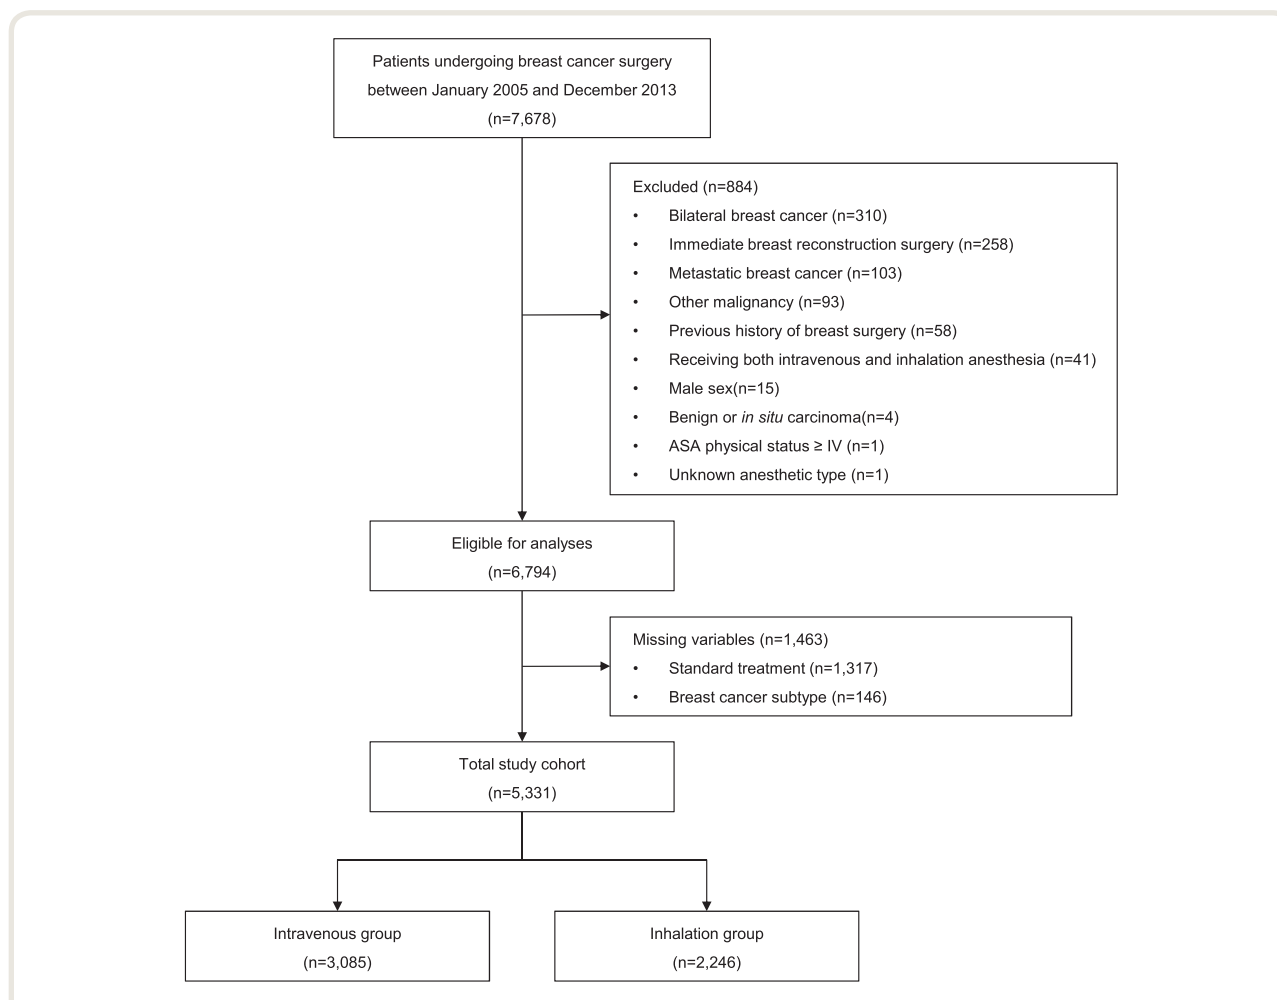 Patients undergoing breast cancer surgery
between January 2005 and December 2013
(n=7,678)
Excluded (n=884)
• Bilateral breast cancer (n=310)
• Immediate breast reconstruction surgery (n=258)
• Metastatic breast cancer (n=103)
• Other malignancy (n=93)
• Previous history of breast surgery (n=58)
• Receiving both intravenous and inhalation anesthesia (n=41)
• Male sex(n=15)
• Benign or in situ carcinoma(n=4)
• ASA physical status ≥ IV (n=1)
• Unknown anesthetic type (n=1)
Eligible for analyses
(n=6,794)
Missing variables (n=1,463)
• Standard treatment (n=1,317)
• Breast cancer subtype (n=146)
Total study cohort
(n=5,331)
Intravenous group
(n=3,085)
Inhalation group
(n=2,246)